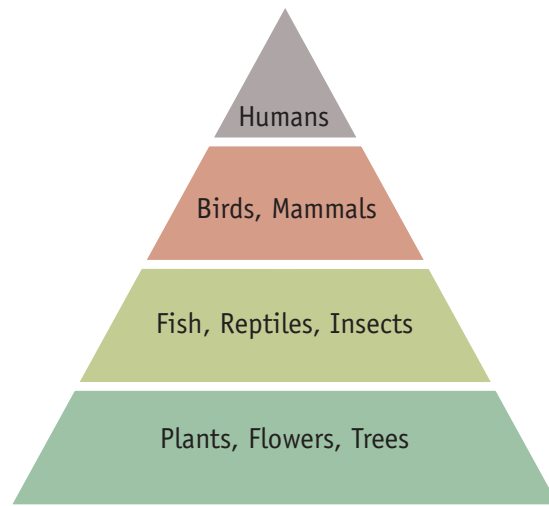 Humans
Birds, Mammals
Fish, Reptiles, Insects
Plants, Flowers, Trees